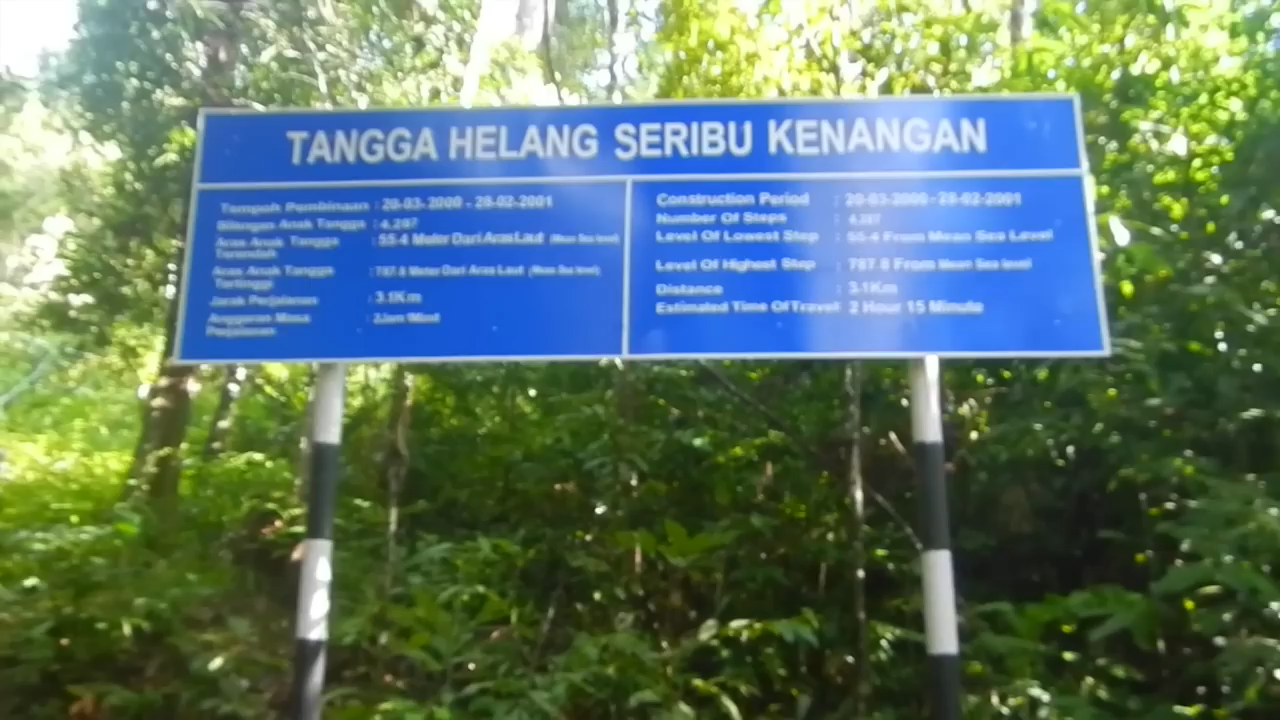 TANGGA HELANG SERIBU KENANGAN
Tempoh Pembinaan : 20-03-2000 - 28-02-2001
Bilangan Anak Tangga : 4.287
Aras Anak Tangga : 55-4 Meter Dari Aras Laut (Mean Sea level)
Terendah
Aras Anak Tangga : 787.8 Meter Dari Aras Laut (Mean Sea level)
Tertinggi
Jarak Perjalanan : 3.1Km
Anggaran Masa : 2Jam
Perjalanan
Construction Period : 20-03-2000 - 28-02-2001
Number Of Steps : 4.287
Level Of Lowest Step : 55-4 From Mean Sea Level
Level Of Highest Step : 787.8 From Mean Sea level
Distance : 3.1Km
Estimated Time Of Travel 2 Hour 15 Minute